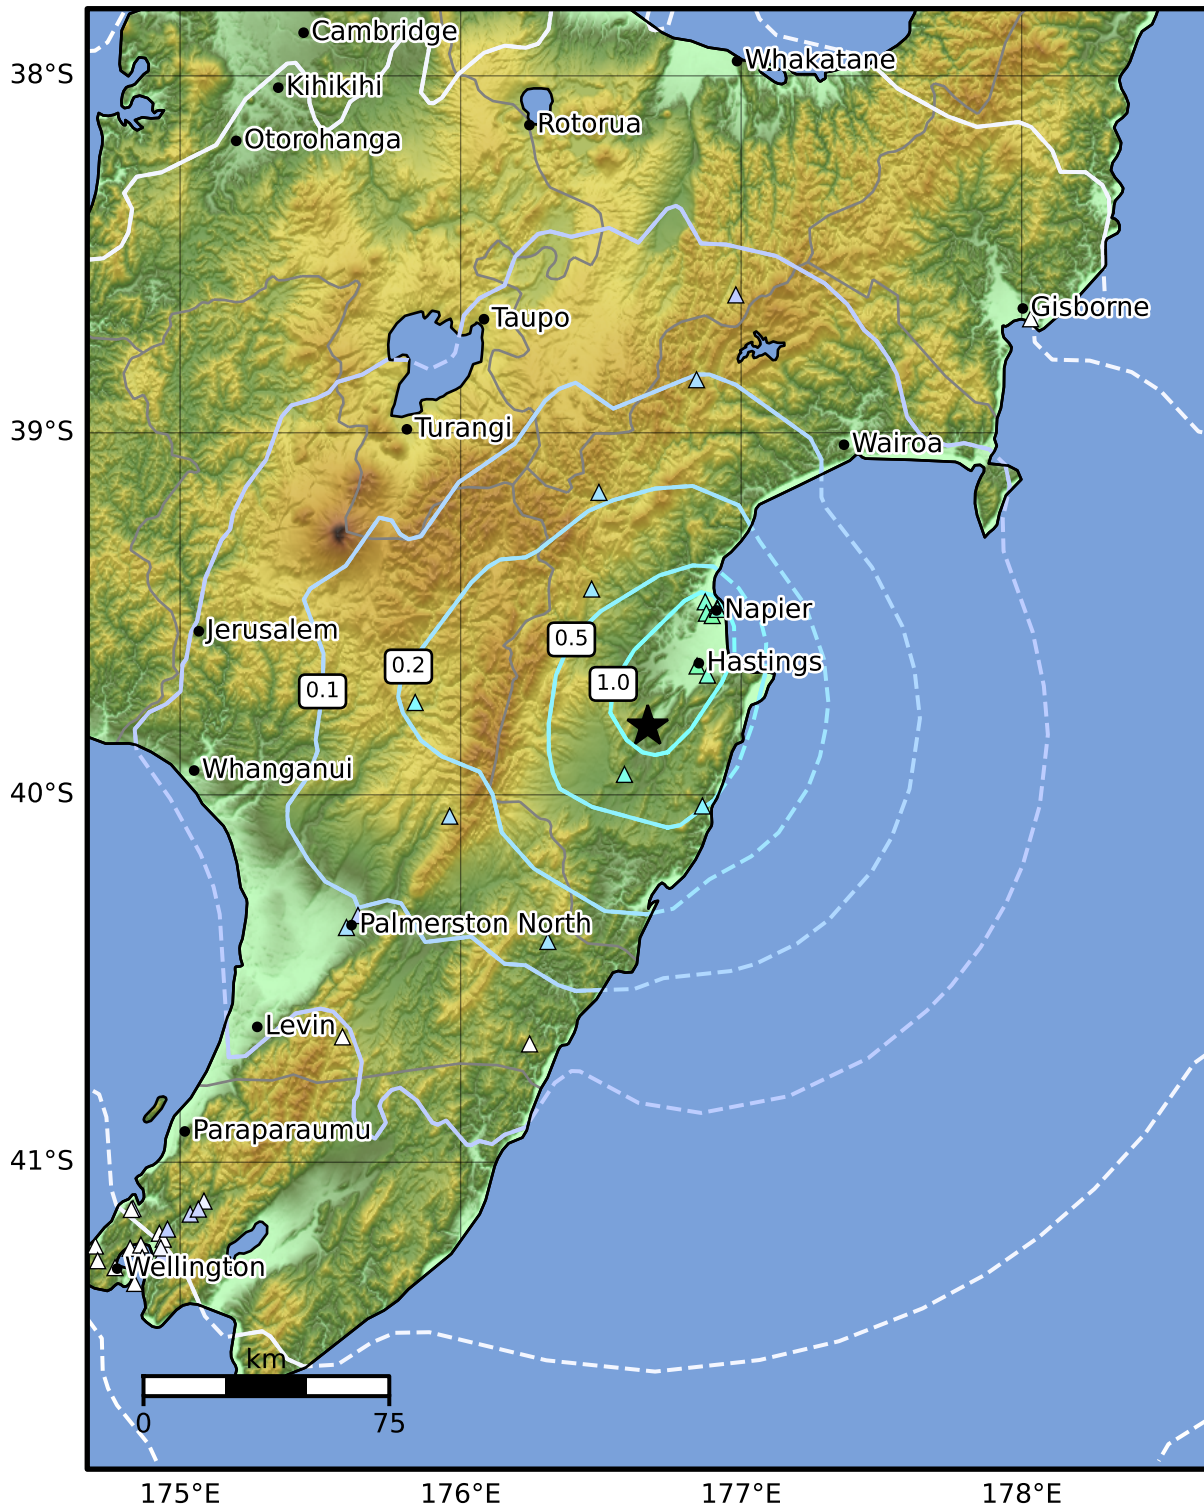 Cambridge
Whakatane
38°S
Kihikihi
Rotorua
Otorohanga
Gisborne
Taupo
Turangi
39°S
Wairoa
Napier
Jerusalem
0.5
Hastings
0.2
1.0
0.1
Whanganui
40°S
Palmerston North
Levin
Paraparaumu
41°S
Wellington
km
0
75
175°E
176°E
177°E
178°E